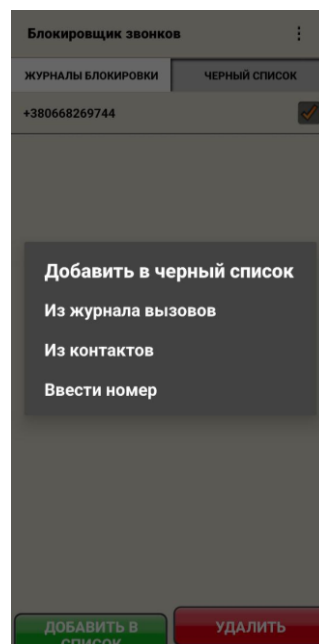 Блокировщик звонков
ЖУРНАЛЫ БЛОКИРОВКИ ЧЕРНЫЙ СПИСОК
+380668269744
Добавить в черный список
Из журнала вызовов
Из контактов
Ввести номер
ДОБАВИТЬ В СПИСОК
УДАЛИТЬ